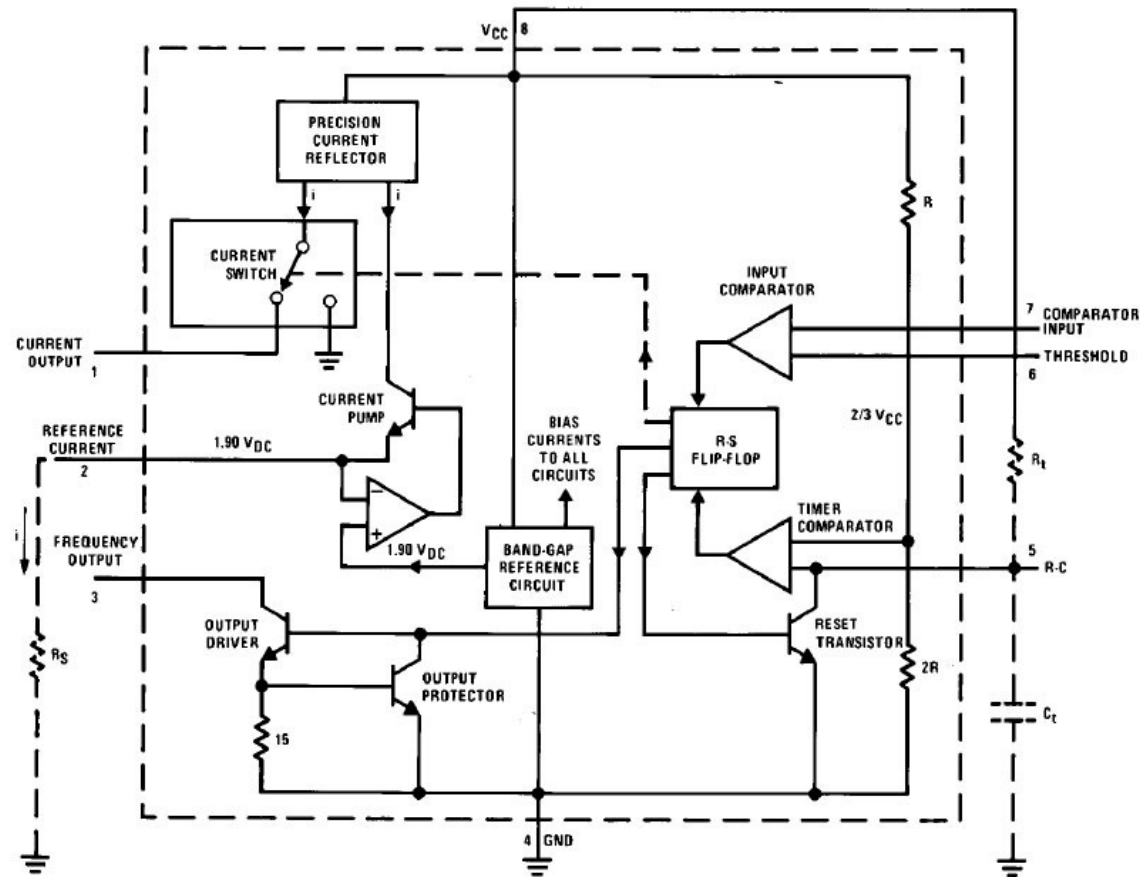 VCC 8
PRECISION
CURRENT
REFLECTOR
i
i
R
CURRENT
SWITCH
INPUT
COMPARATOR
7 COMPARATOR
INPUT
THRESHOLD
6
CURRENT
OUTPUT
1
CURRENT
PUMP
2/3 VCC
REFERENCE
CURRENT
2
1.90 VDC
BIAS
CURRENTS
TO ALL
CIRCUITS
R-S
FLIP-FLOP
Rt
TIMER
COMPARATOR
−
+
i
FREQUENCY
OUTPUT
3
1.90 VDC
BAND-GAP
REFERENCE
CIRCUIT
5
R-C
OUTPUT
DRIVER
RESET
TRANSISTOR
RS
OUTPUT
PROTECTOR
2R
Ct
15
4 GND